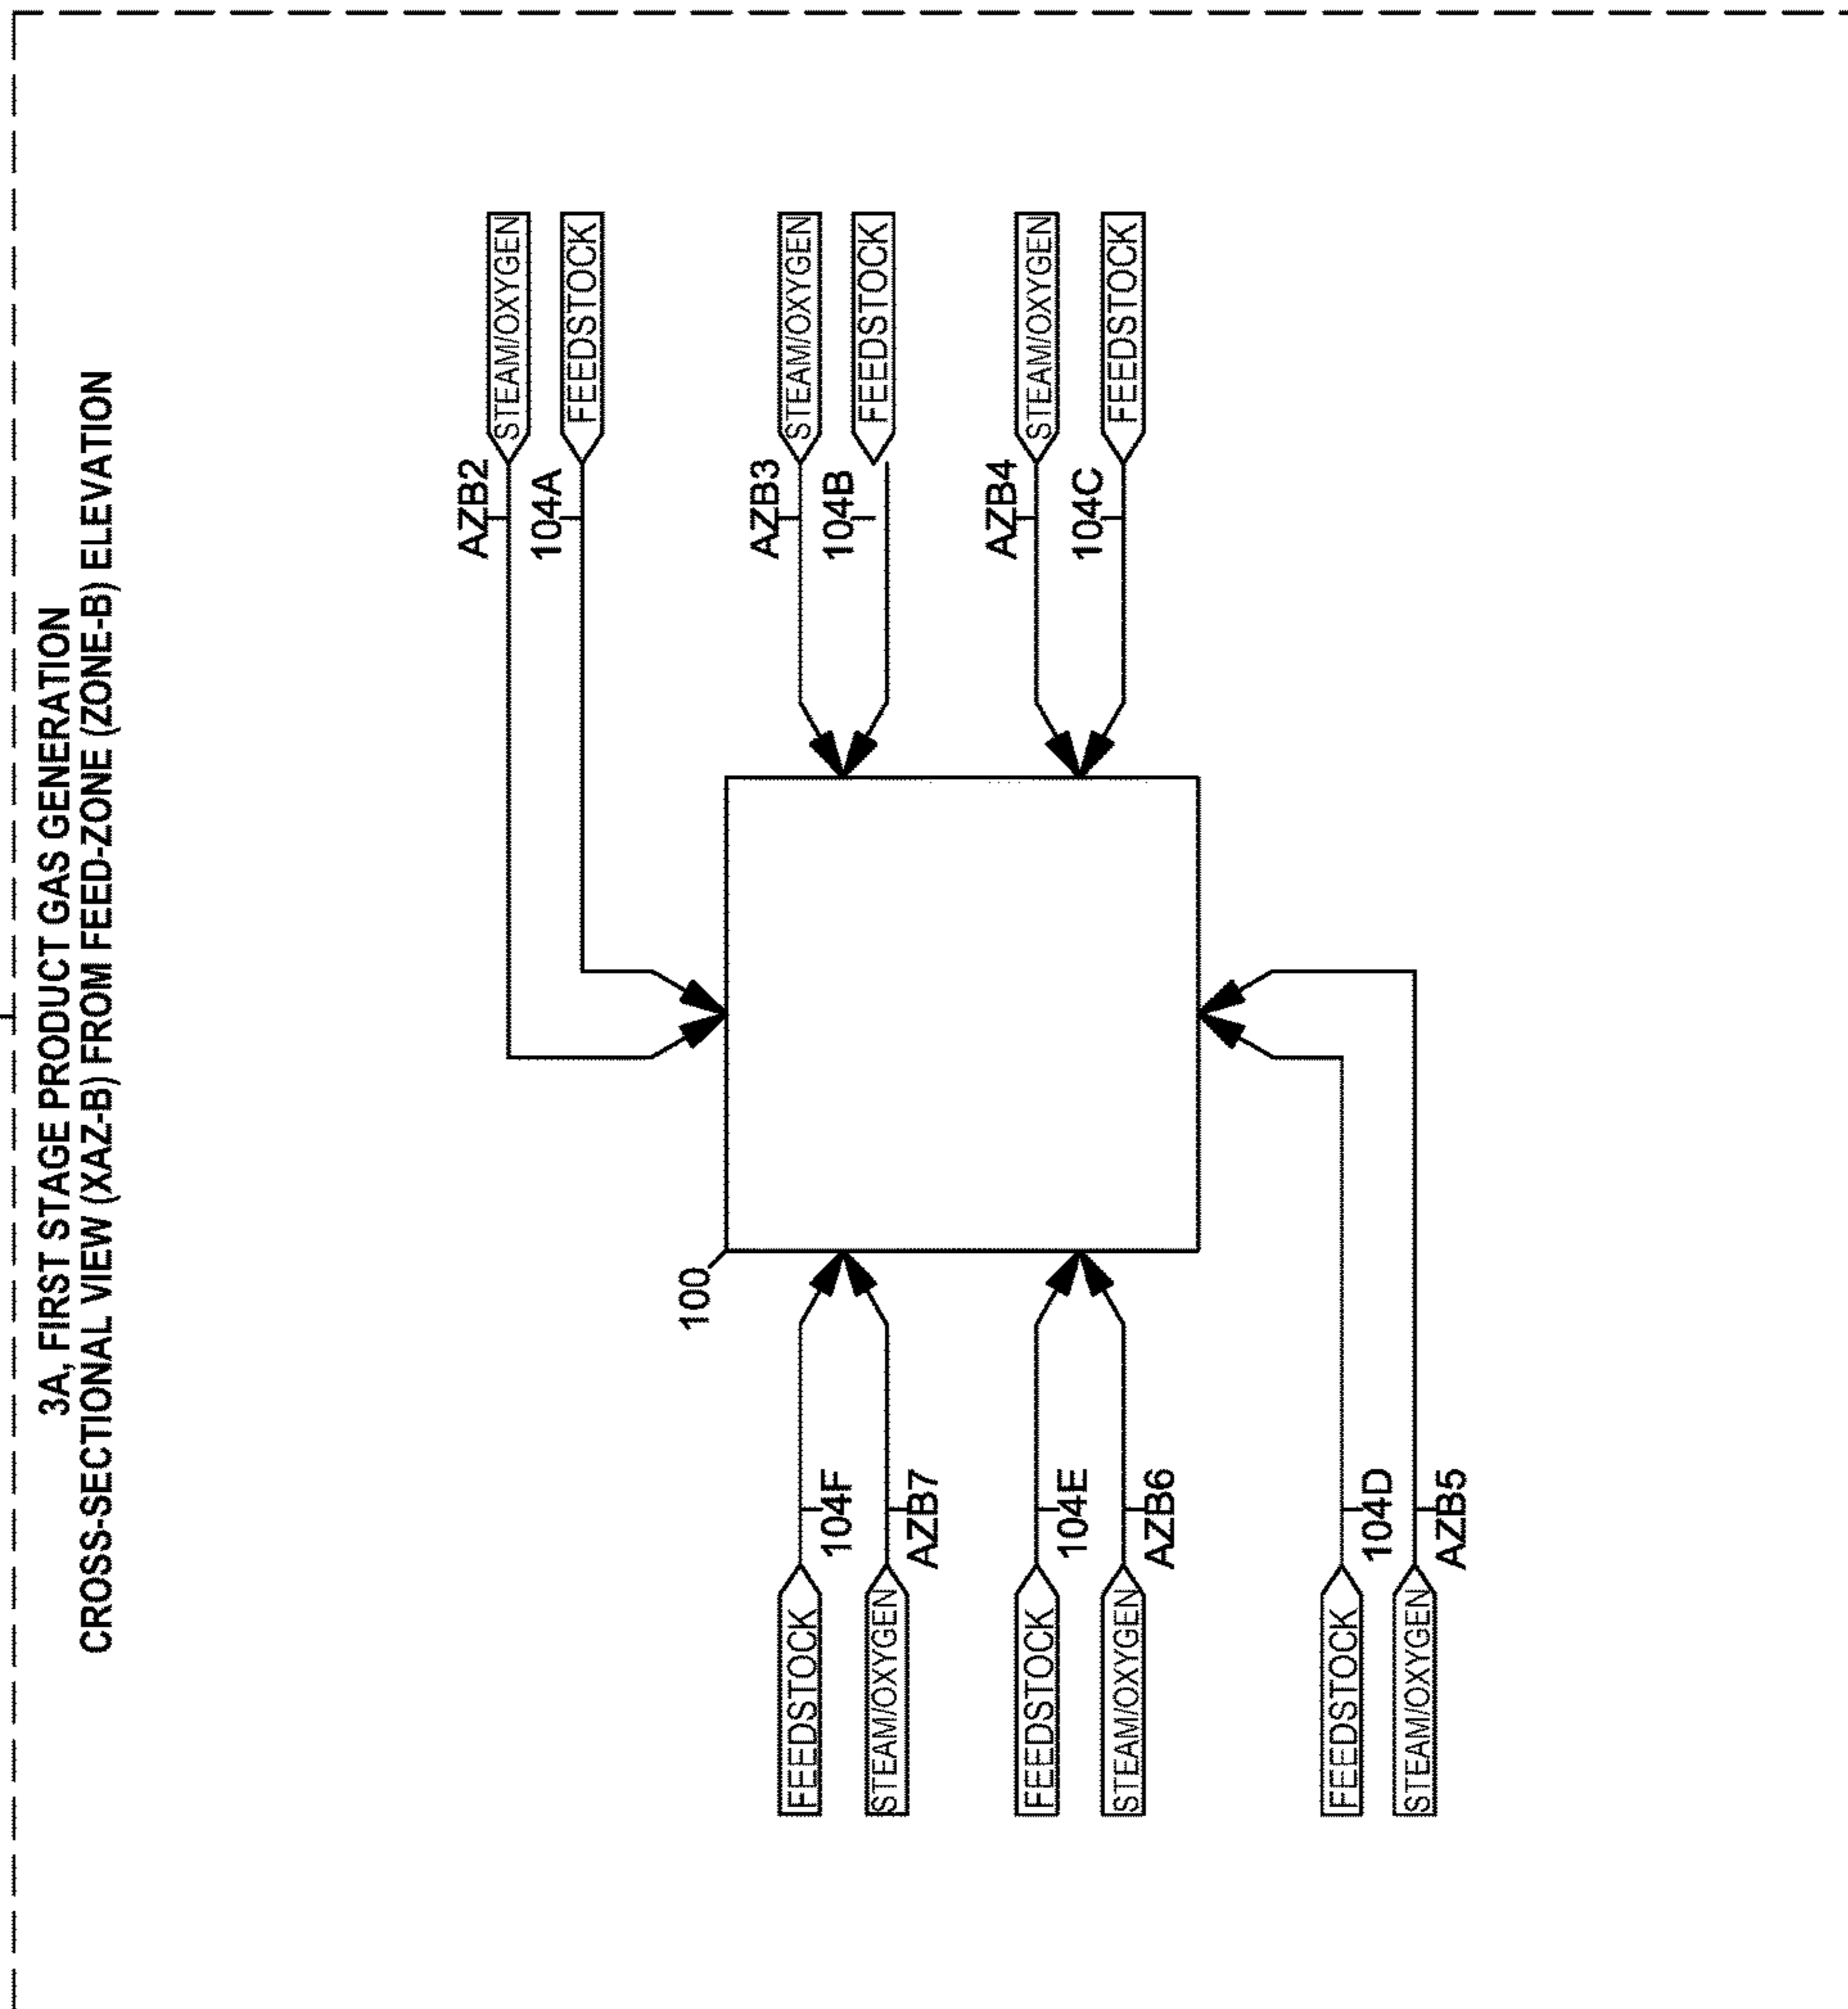 3A, FIRST STAGE PRODUCT GAS GENERATION
CROSS-SECTIONAL VIEW (XAZ-B) FROM FEED-ZONE (ZONE-B) ELEVATION
STEAM/OXYGEN
AZB2
FEEDSTOCK
104A
STEAM/OXYGEN
AZB3
FEEDSTOCK
104B
STEAM/OXYGEN
AZB4
FEEDSTOCK
104C
100
FEEDSTOCK
104F
STEAM/OXYGEN
AZB7
FEEDSTOCK
104E
STEAM/OXYGEN
AZB6
FEEDSTOCK
104D
STEAM/OXYGEN
AZB5